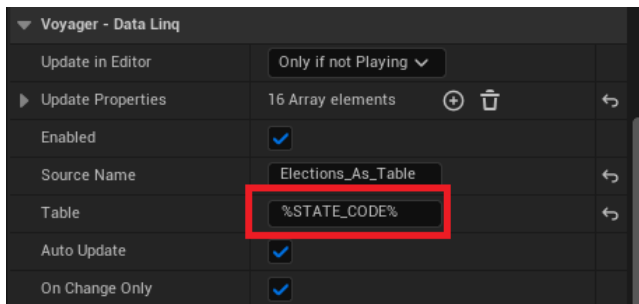 Voyager - Data Linq
Update in Editor Only if not Playing
Update Properties 16 Array elements
Enabled
Source Name Elections_As_Table
Table %STATE_CODE%
Auto Update
On Change Only